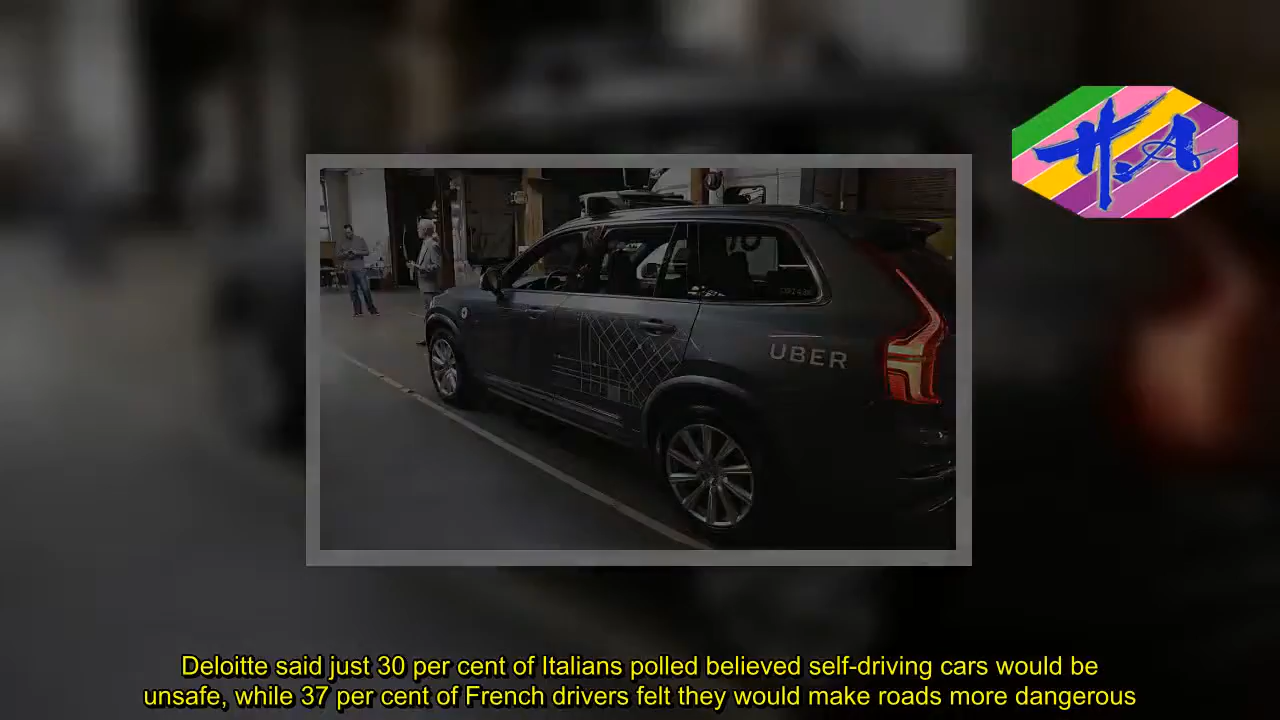 H.A
UBER
Deloitte said just 30 per cent of Italians polled believed self-driving cars would be
unsafe, while 37 per cent of French drivers felt they would make roads more dangerous